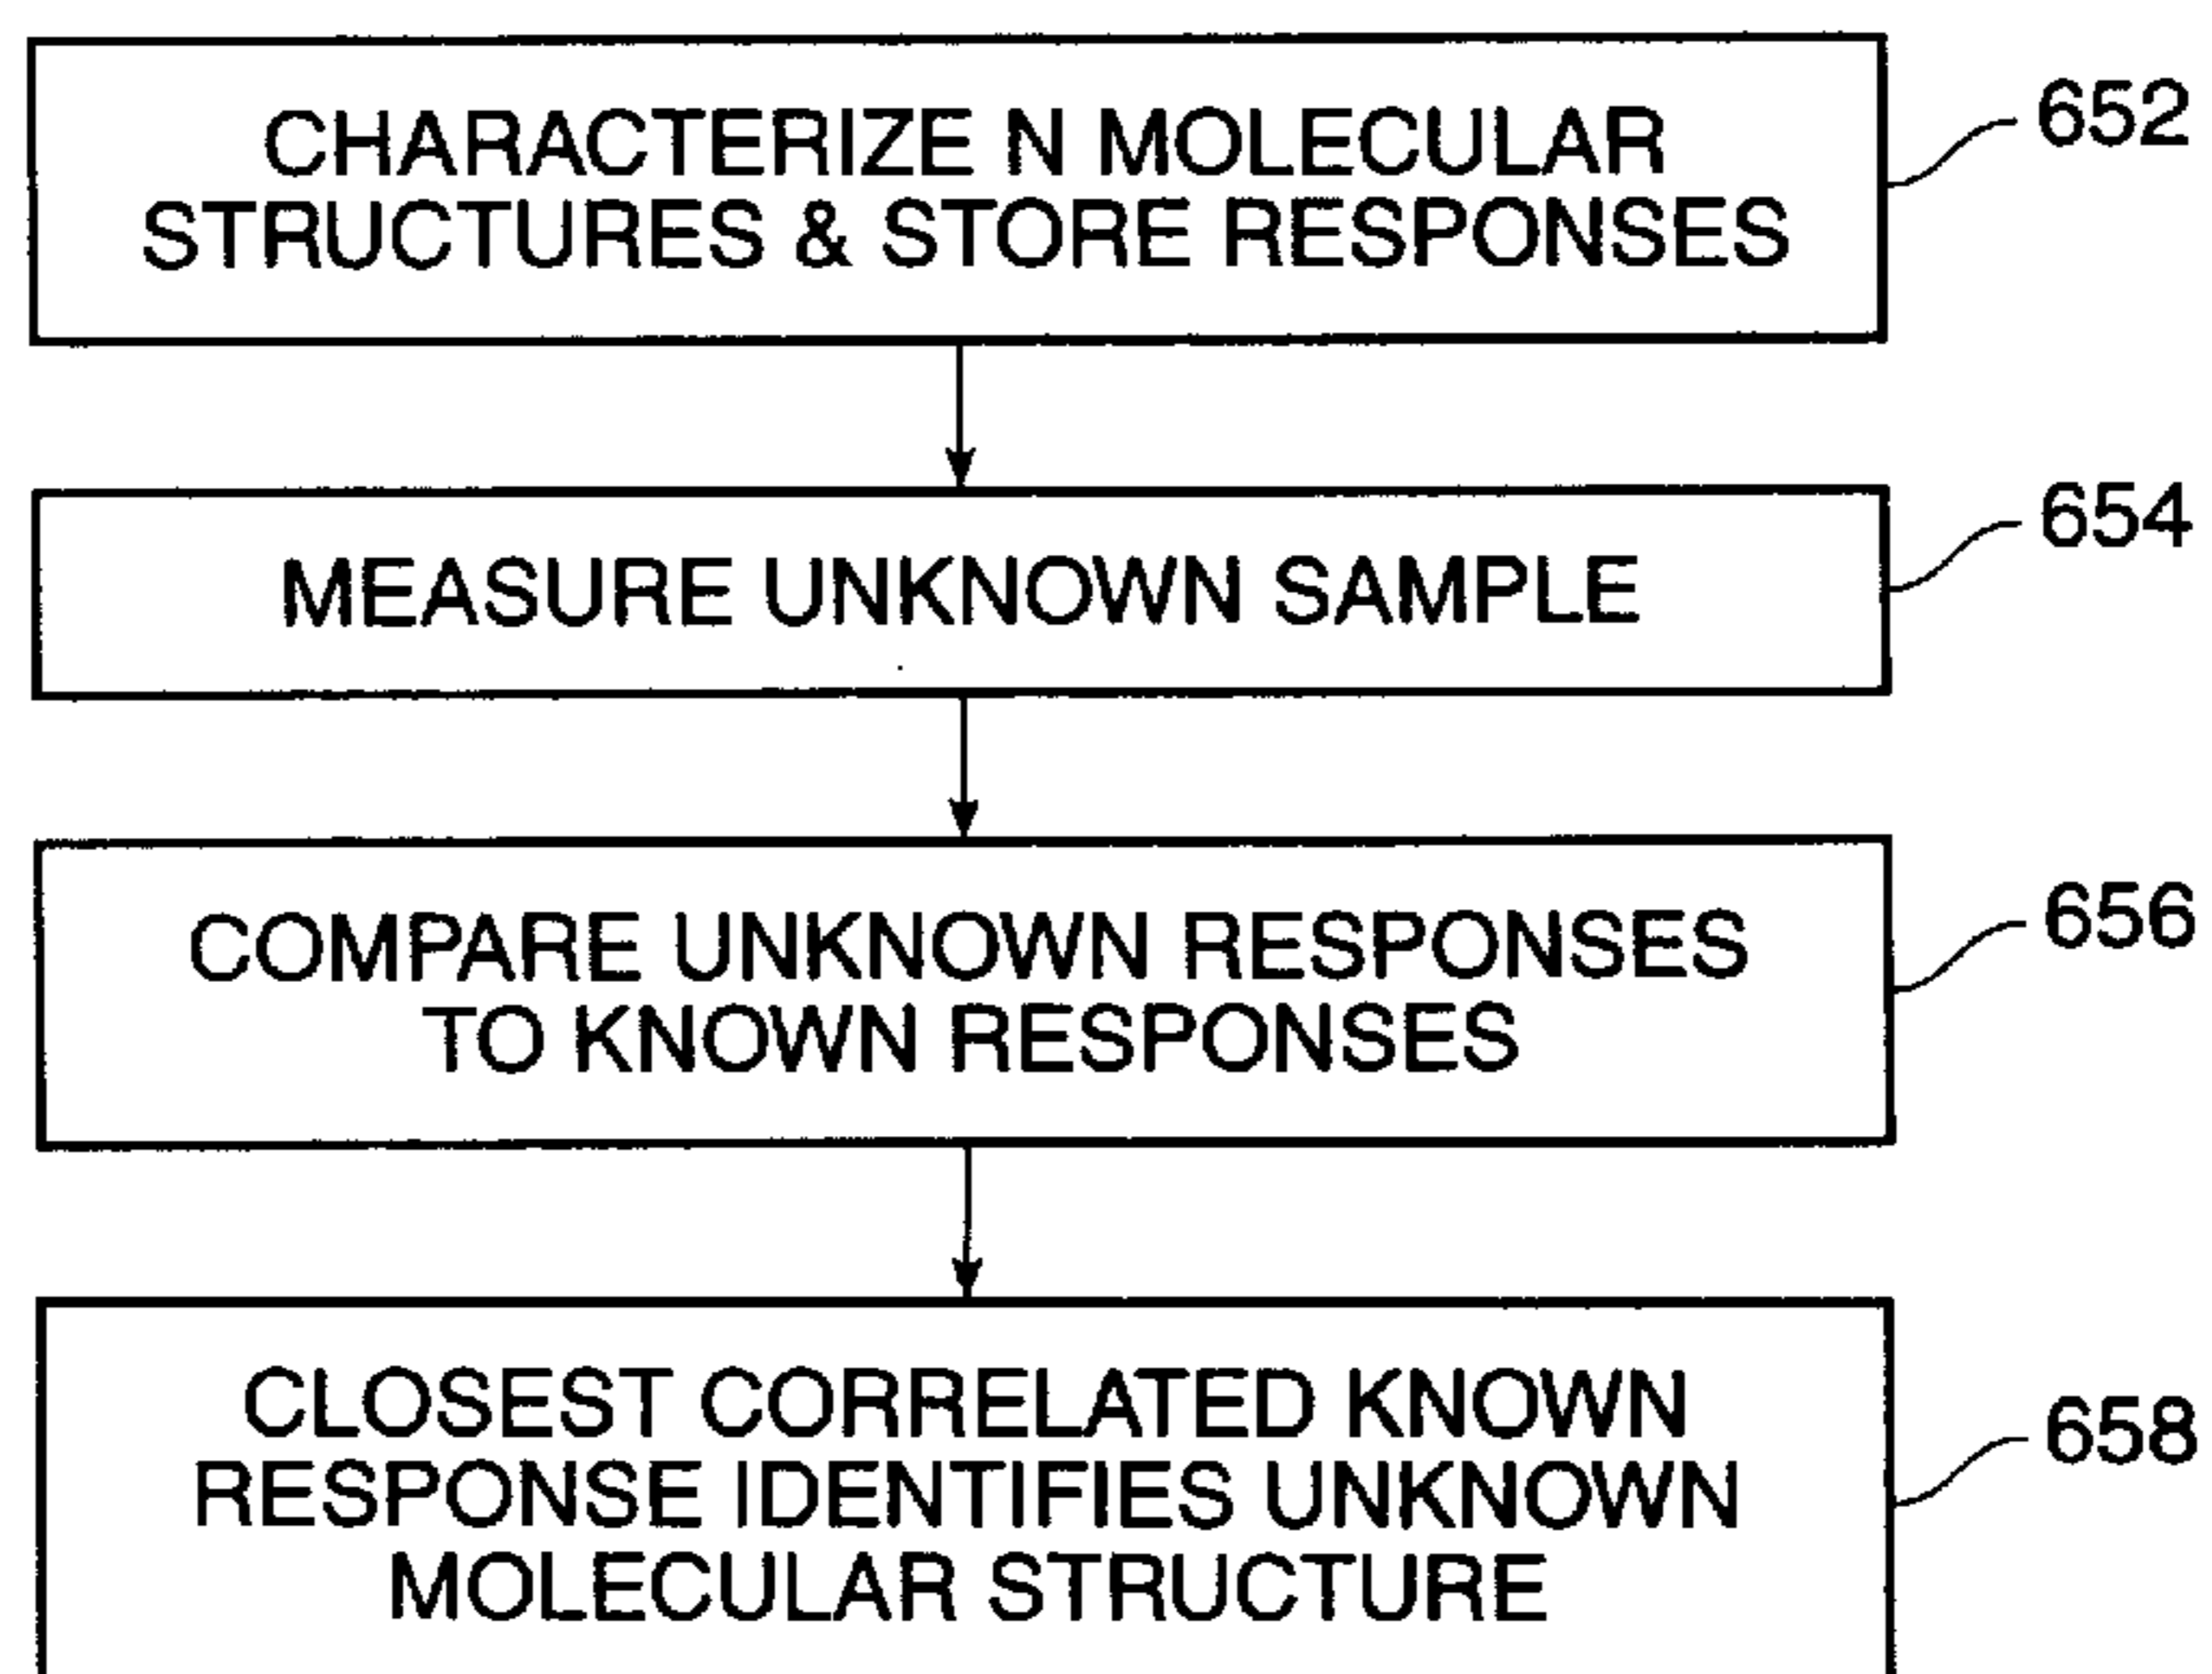 CHARACTERIZE N MOLECULAR
STRUCTURES & STORE RESPONSES
652
MEASURE UNKNOWN SAMPLE
654
COMPARE UNKNOWN RESPONSES
TO KNOWN RESPONSES
656
CLOSEST CORRELATED KNOWN
RESPONSE IDENTIFIES UNKNOWN
MOLECULAR STRUCTURE
658